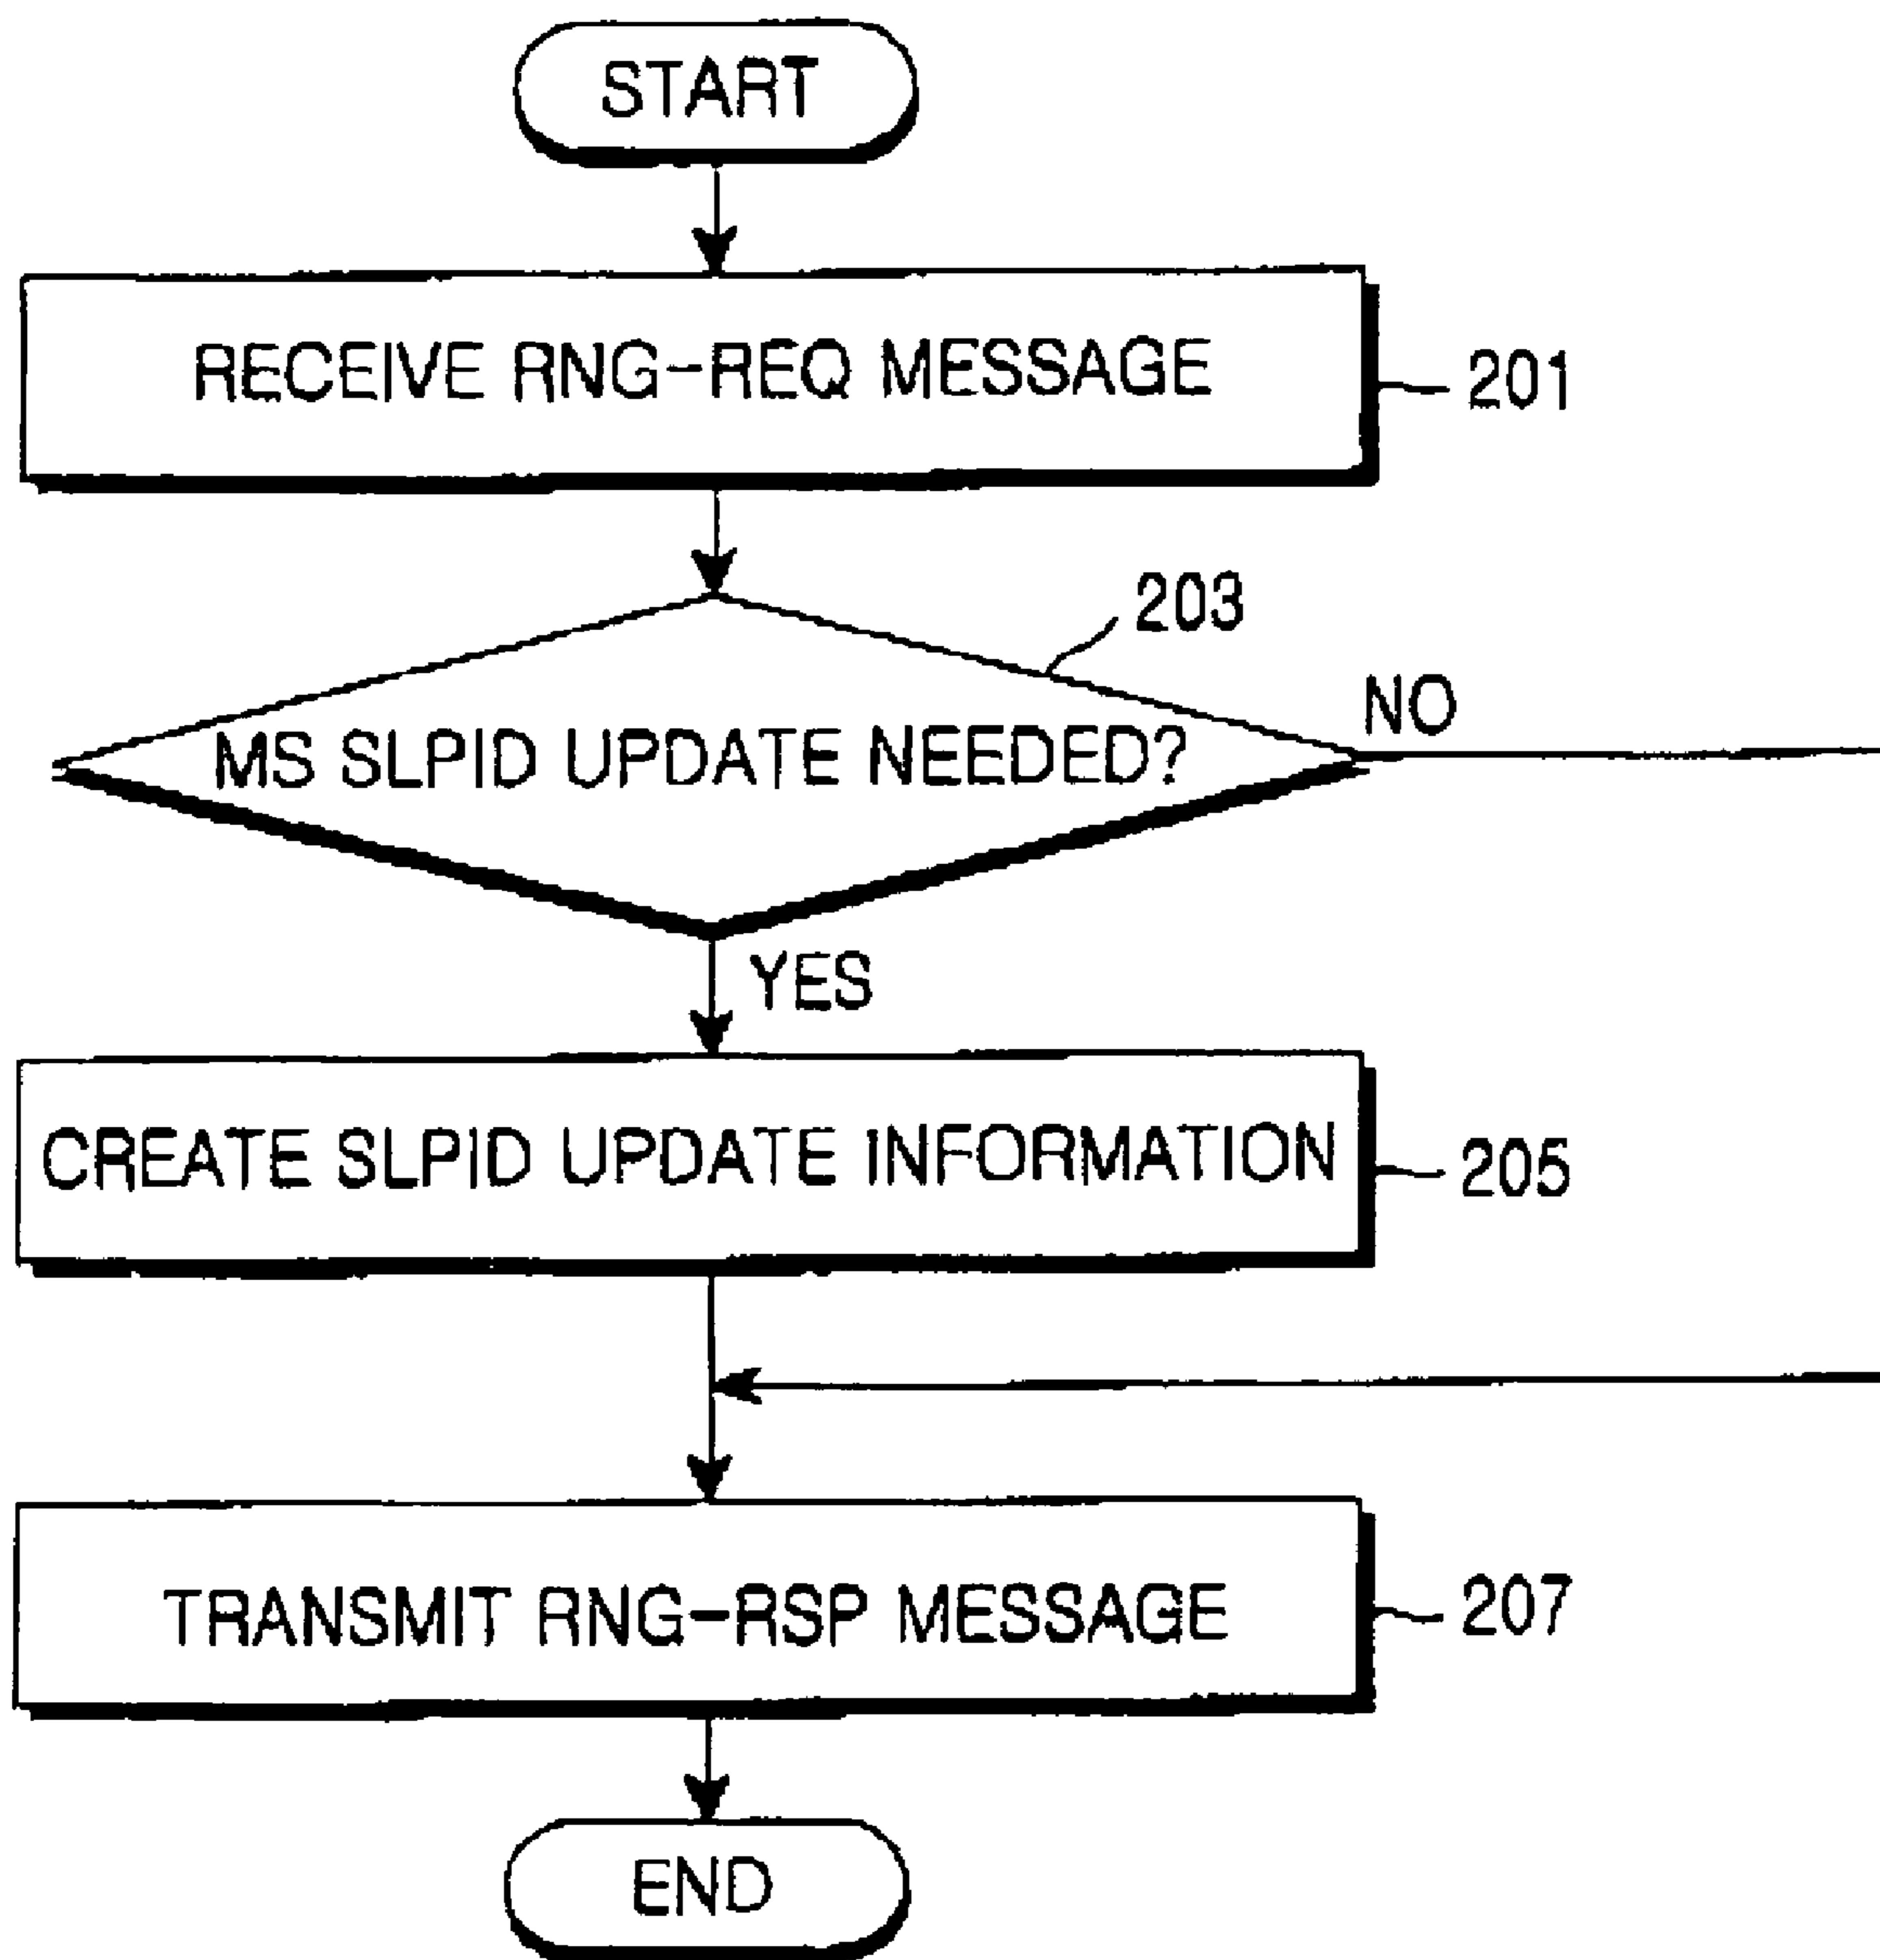 START
RECEIVE RNG-REQ MESSAGE
201
203
MS SLPID UPDATE NEEDED?
NO
YES
CREATE SLPID UPDATE INFORMATION
205
TRANSMIT RNG-RSP MESSAGE
207
END